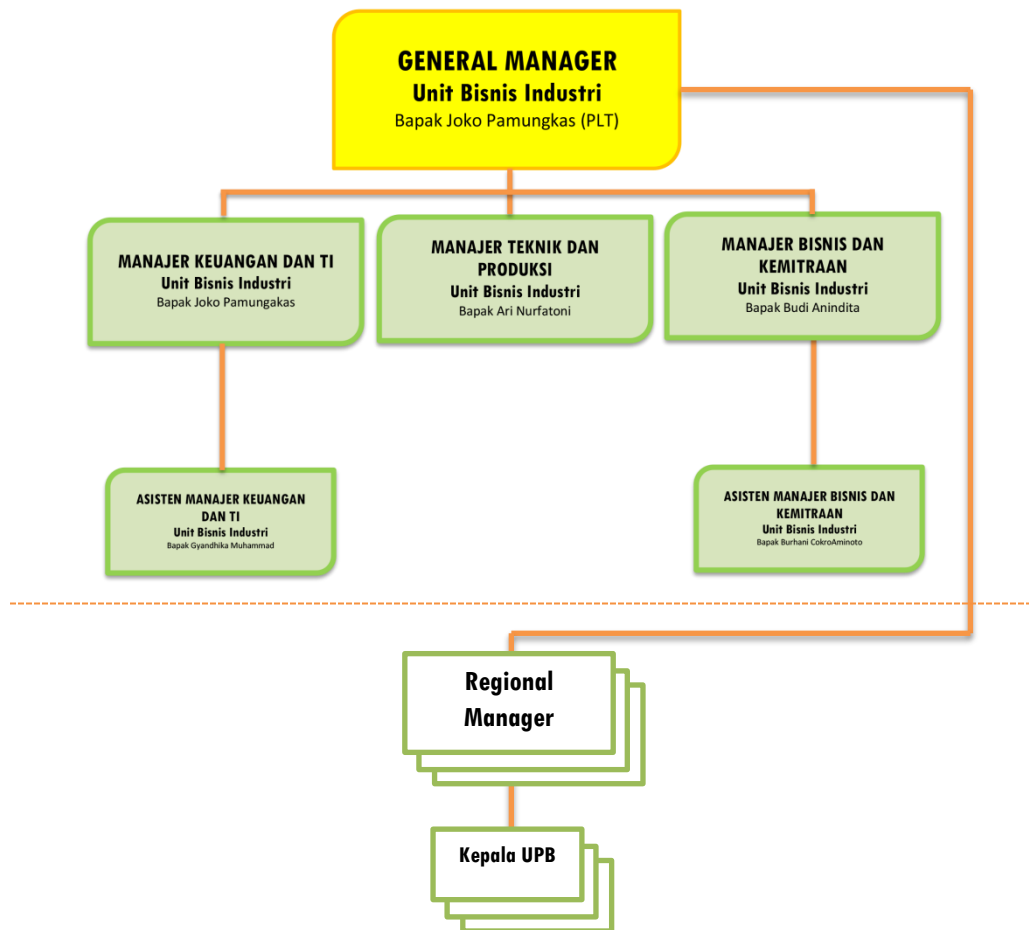 GENERAL MANAGER
Unit Bisnis Industri
Bapak Joko Pamungkas (PLT)
MANAJER KEUANGAN DAN TI
Unit Bisnis Industri
Bapak Joko Pamungakas
MANAJER TEKNIK DAN
PRODUKSI
Unit Bisnis Industri
Bapak Ari Nurfatoni
MANAJER BISNIS DAN
KEMITRAAN
Unit Bisnis Industri
Bapak Budi Anindita
ASISTEN MANAJER KEUANGAN
DAN TI
Unit Bisnis Industri
Bapak Gyandhika Muhammad
ASISTEN MANAJER BISNIS DAN
KEMITRAAN
Unit Bisnis Industri
Bapak Burhani CokroAminoto
Regional
Manager
Kepala UPB